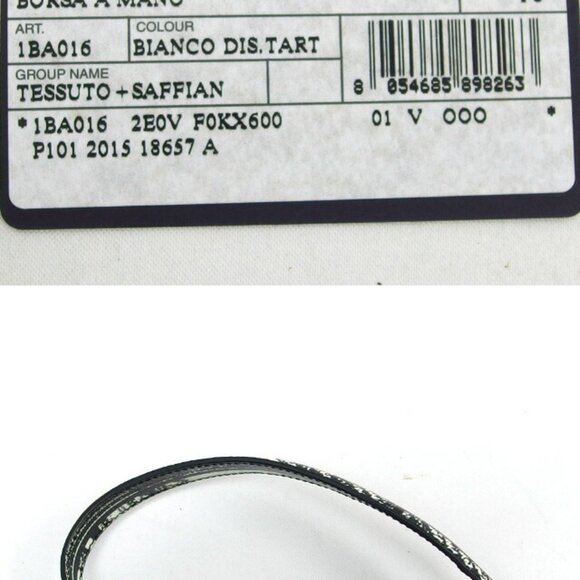 BORSA A MANO
ART. COLOUR
1BA016 BIANCO DIS.TART
GROUP NAME
TESSUTO+SAFFIAN
8 054685 898263
*1BA016 2E0V F0KX600 01 V 000 *
P101 2015 18657 A